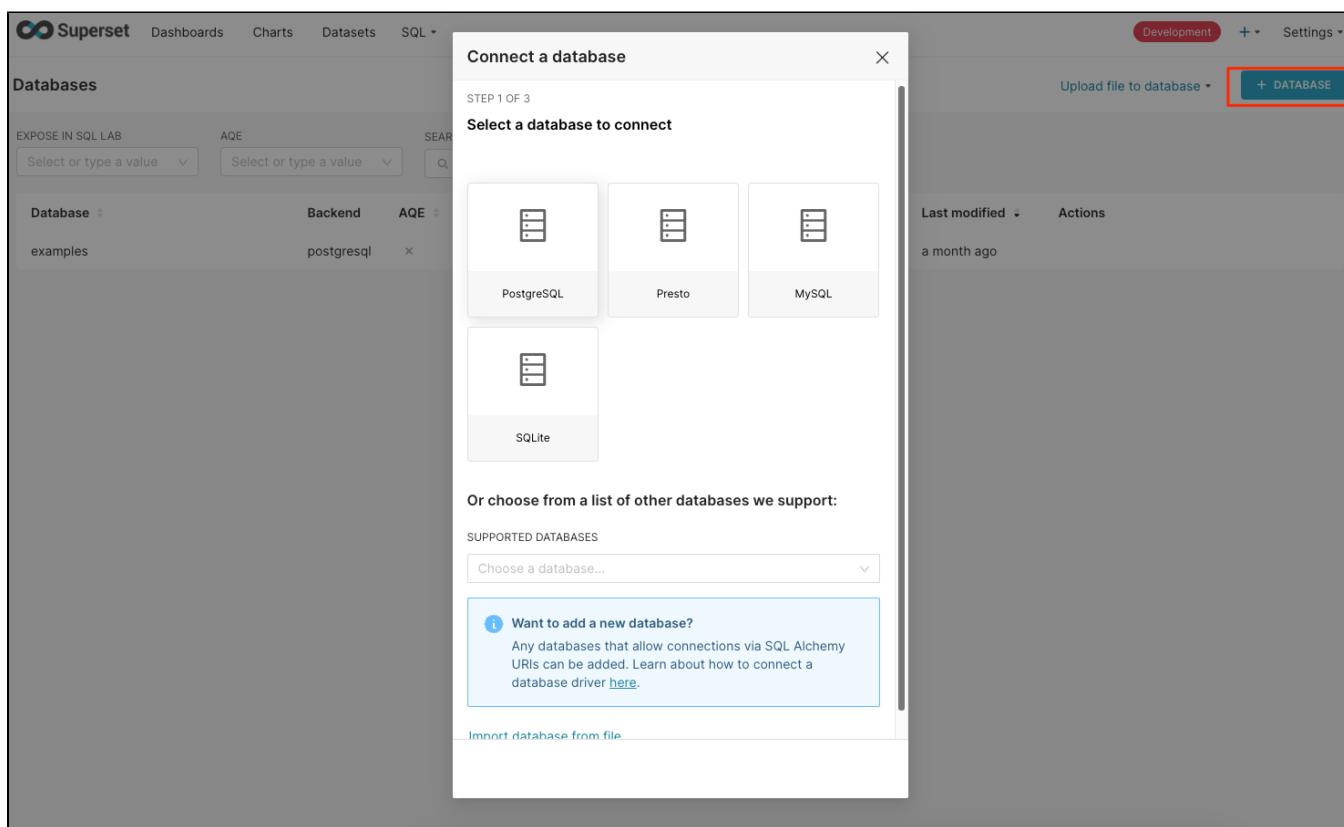 Superset Dashboards Charts Datasets SQL Development + Settings
Databases Upload file to database + DATABASE
EXPOSE IN SQL LAB AQE SEAR
Select or type a value Select or type a value
Database Backend AQE Last modified Actions
examples postgresql × a month ago
Connect a database
STEP 1 OF 3
Select a database to connect
PostgreSQL Presto MySQL
SQLite
Or choose from a list of other databases we support:
SUPPORTED DATABASES
Choose a database...
Want to add a new database?
Any databases that allow connections via SQL Alchemy
URIs can be added. Learn about how to connect a
database driver here.
Import database from file